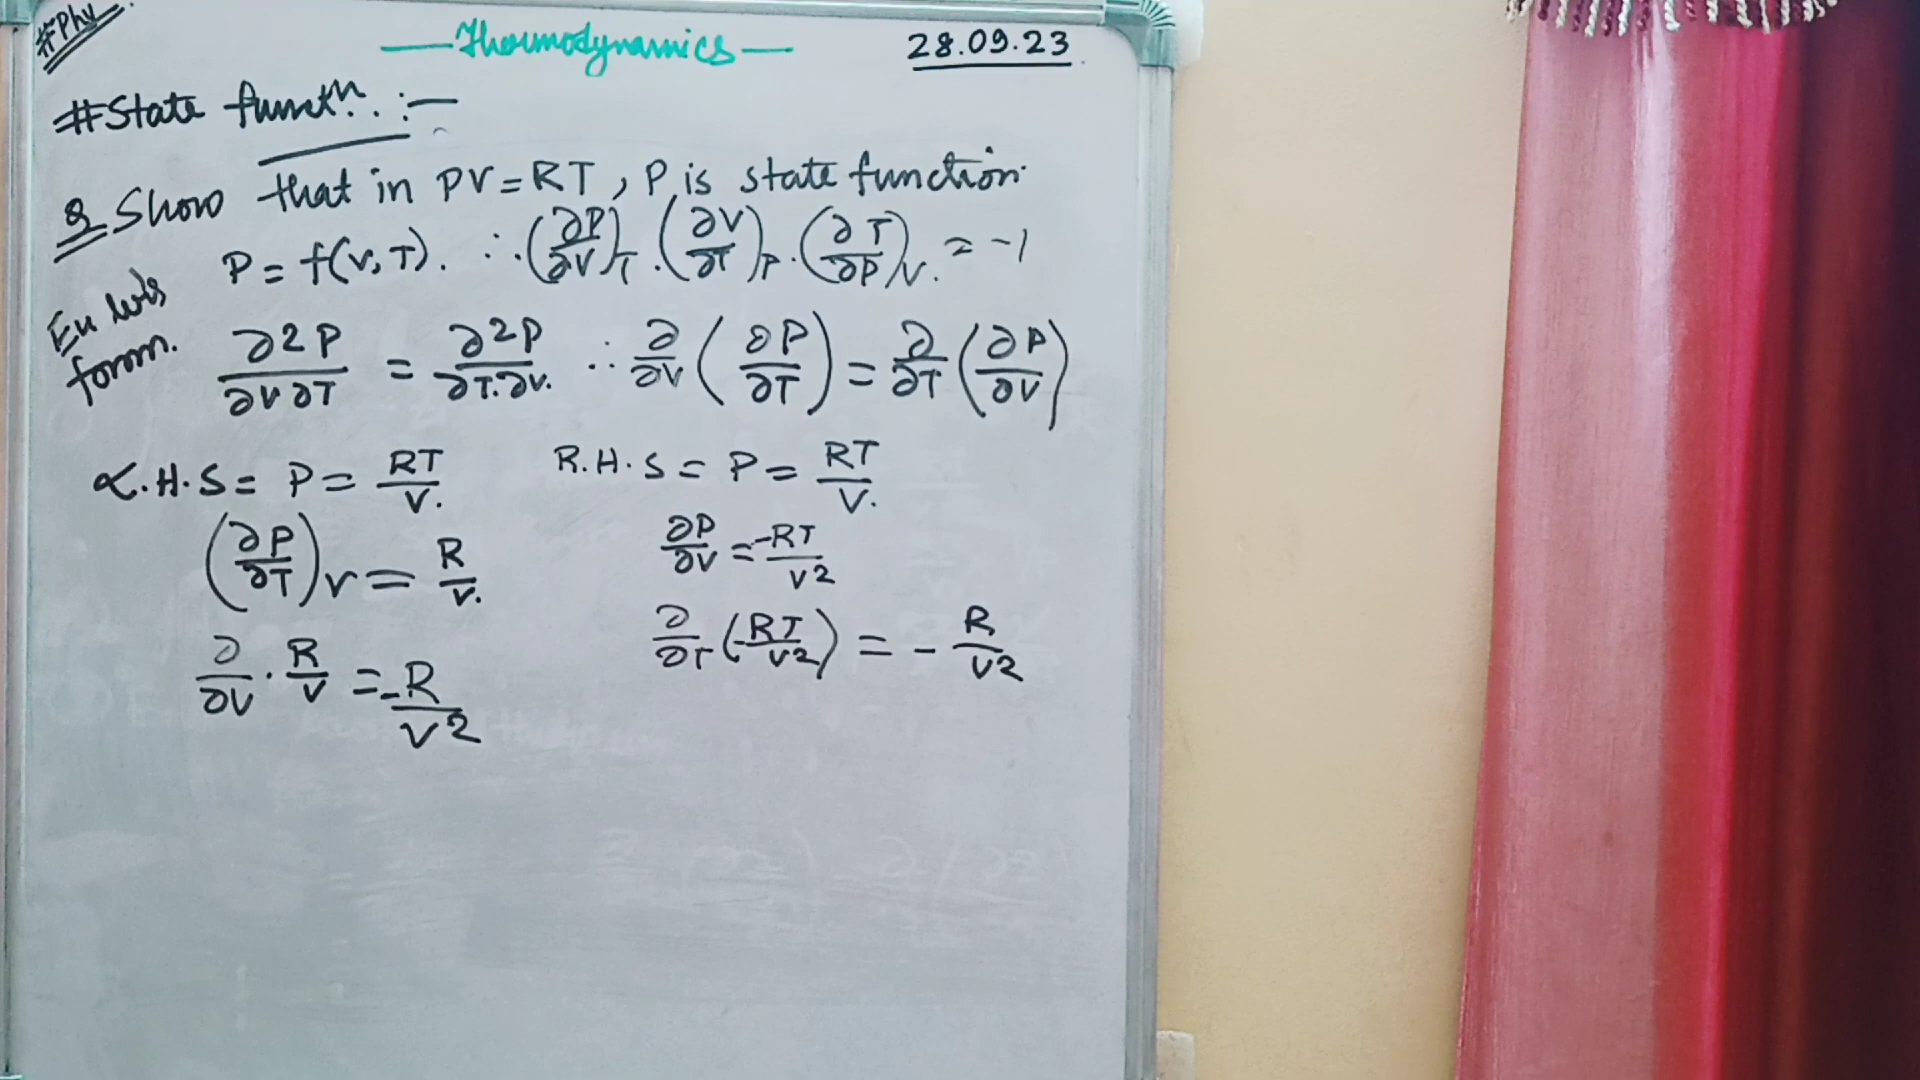 #Phy.
Thermodynamics
28.09.23
#State functn. :-
Q Show that in PV=RT, P is state function.
P = f(V,T). ∴ (∂P/∂V)T . (∂V/∂T)P . (∂T/∂P)V. = -1
Eulers form.
∂2P/∂V∂T = ∂2P/∂T.∂V. ∴ ∂/∂V (∂P/∂T) = ∂/∂T (∂P/∂V)
L.H.S = P = RT/V.
(∂P/∂T)V = R/V.
∂/∂V . R/V = -R/V2
R.H.S = P = RT/V.
∂P/∂V = -RT/V2
∂/∂T (-RT/V2) = - R/V2